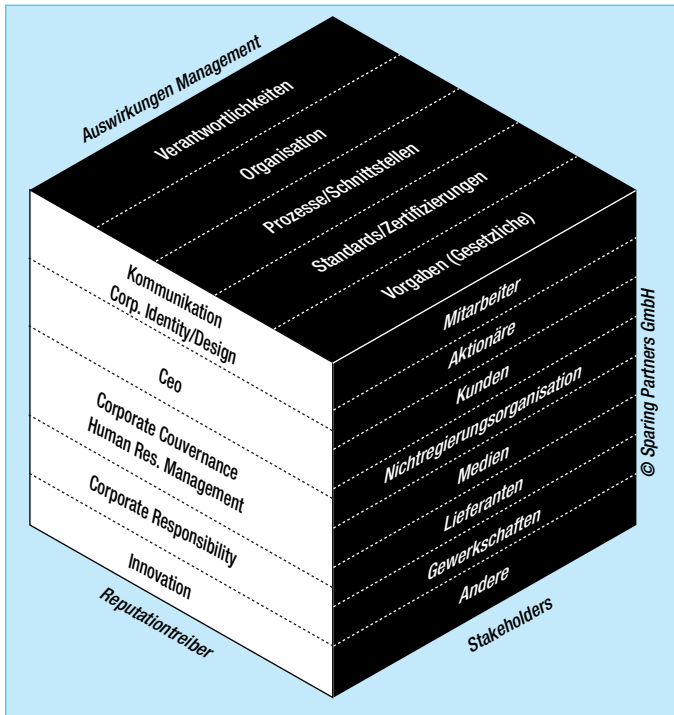 Auswirkungen Management
Verantwortlichkeiten
Organisation
Prozesse/Schnittstellen
Standards/Zertifizierungen
Vorgaben (Gesetzliche)
Kommunikation
Corp. Identity/Design
Ceo
Corporate Couvernance
Human Res. Management
Corporate Responsibility
Innovation
Reputationtreiber
Mitarbeiter
Aktionäre
Kunden
Nichtregierungsorganisation
Medien
Lieferanten
Gewerkschaften
Andere
Stakeholders
© Sparing Partners GmbH